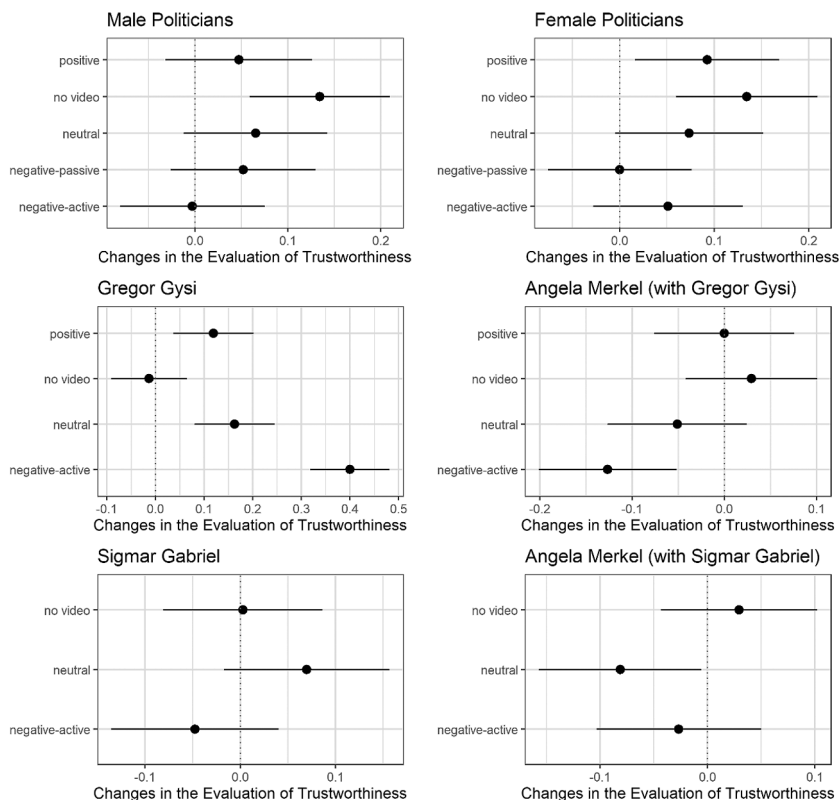 Male Politicians
positive
no video
neutral
negative-passive
negative-active
0.0 0.1 0.2
Changes in the Evaluation of Trustworthiness
Female Politicians
positive
no video
neutral
negative-passive
negative-active
0.0 0.1 0.2
Changes in the Evaluation of Trustworthiness
Gregor Gysi
positive
no video
neutral
negative-active
-0.1 0.0 0.1 0.2 0.3 0.4 0.5
Changes in the Evaluation of Trustworthiness
Angela Merkel (with Gregor Gysi)
positive
no video
neutral
negative-active
-0.2 -0.1 0.0 0.1
Changes in the Evaluation of Trustworthiness
Sigmar Gabriel
no video
neutral
negative-active
-0.1 0.0 0.1
Changes in the Evaluation of Trustworthiness
Angela Merkel (with Sigmar Gabriel)
no video
neutral
negative-active
-0.1 0.0 0.1
Changes in the Evaluation of Trustworthiness